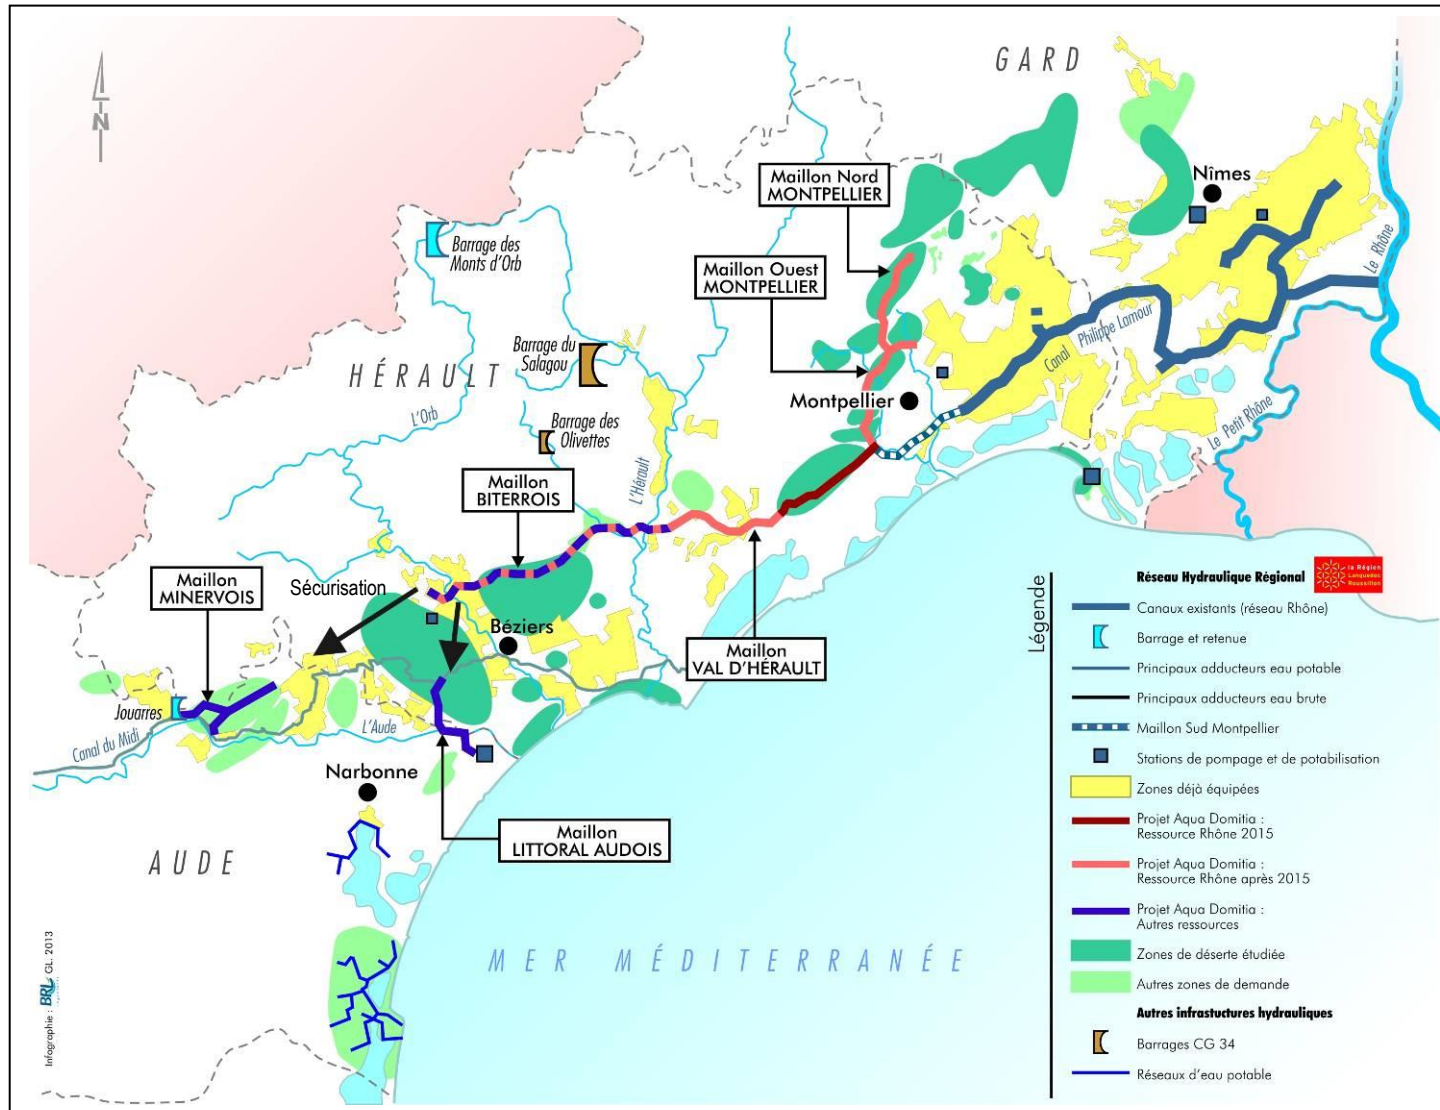 GARD
N
Maillon Nord
MONTPELLIER
Nîmes
Barrage des
Monts d'Orb
Maillon Ouest
MONTPELLIER
Le Rhône
Canal Philippe Lamour
Barrage du
Salagou
HÉRAULT
Montpellier
L'Orb
Barrage des
Olivettes
Le Petit Rhône
Maillon
BITERROIS
L'Hérault
Maillon
MINERVOIS
Sécurisation
Béziers
Maillon
VAL D'HÉRAULT
Jouarres
L'Aude
Canal du Midi
Narbonne
Maillon
LITTORAL AUDOIS
AUDE
MER MÉDITERRANÉE
Infographie : BRL GL. 2013
Légende
Réseau Hydraulique Régional
la Région
Languedoc
Roussillon
Canaux existants (réseau Rhône)
Barrage et retenue
Principaux adducteurs eau potable
Principaux adducteurs eau brute
Maillon Sud Montpellier
Stations de pompage et de potabilisation
Zones déjà équipées
Projet Aqua Domitia :
Ressource Rhône 2015
Projet Aqua Domitia :
Ressource Rhône après 2015
Projet Aqua Domitia :
Autres ressources
Zones de déserte étudiée
Autres zones de demande
Autres infrastuctures hydrauliques
Barrages CG 34
Réseaux d'eau potable